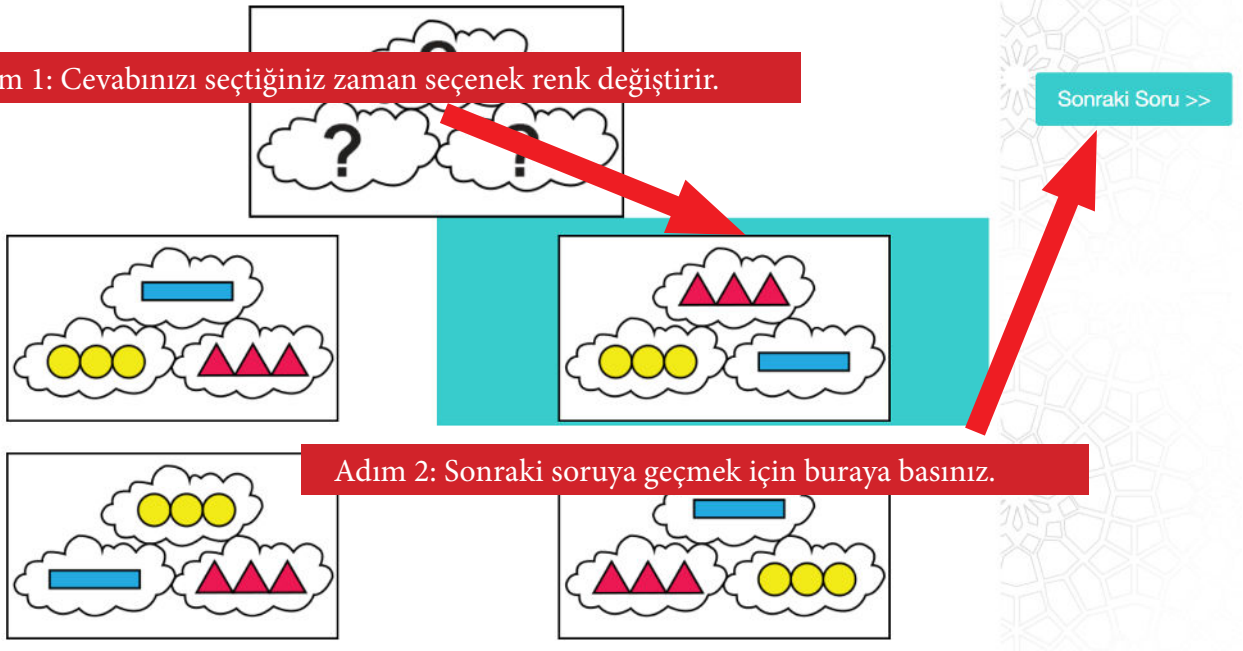 ?
m 1: Cevabınızı seçtiğiniz zaman seçenek renk değiştirir.
Sonraki Soru >>
? ?
Adım 2: Sonraki soruya geçmek için buraya basınız.